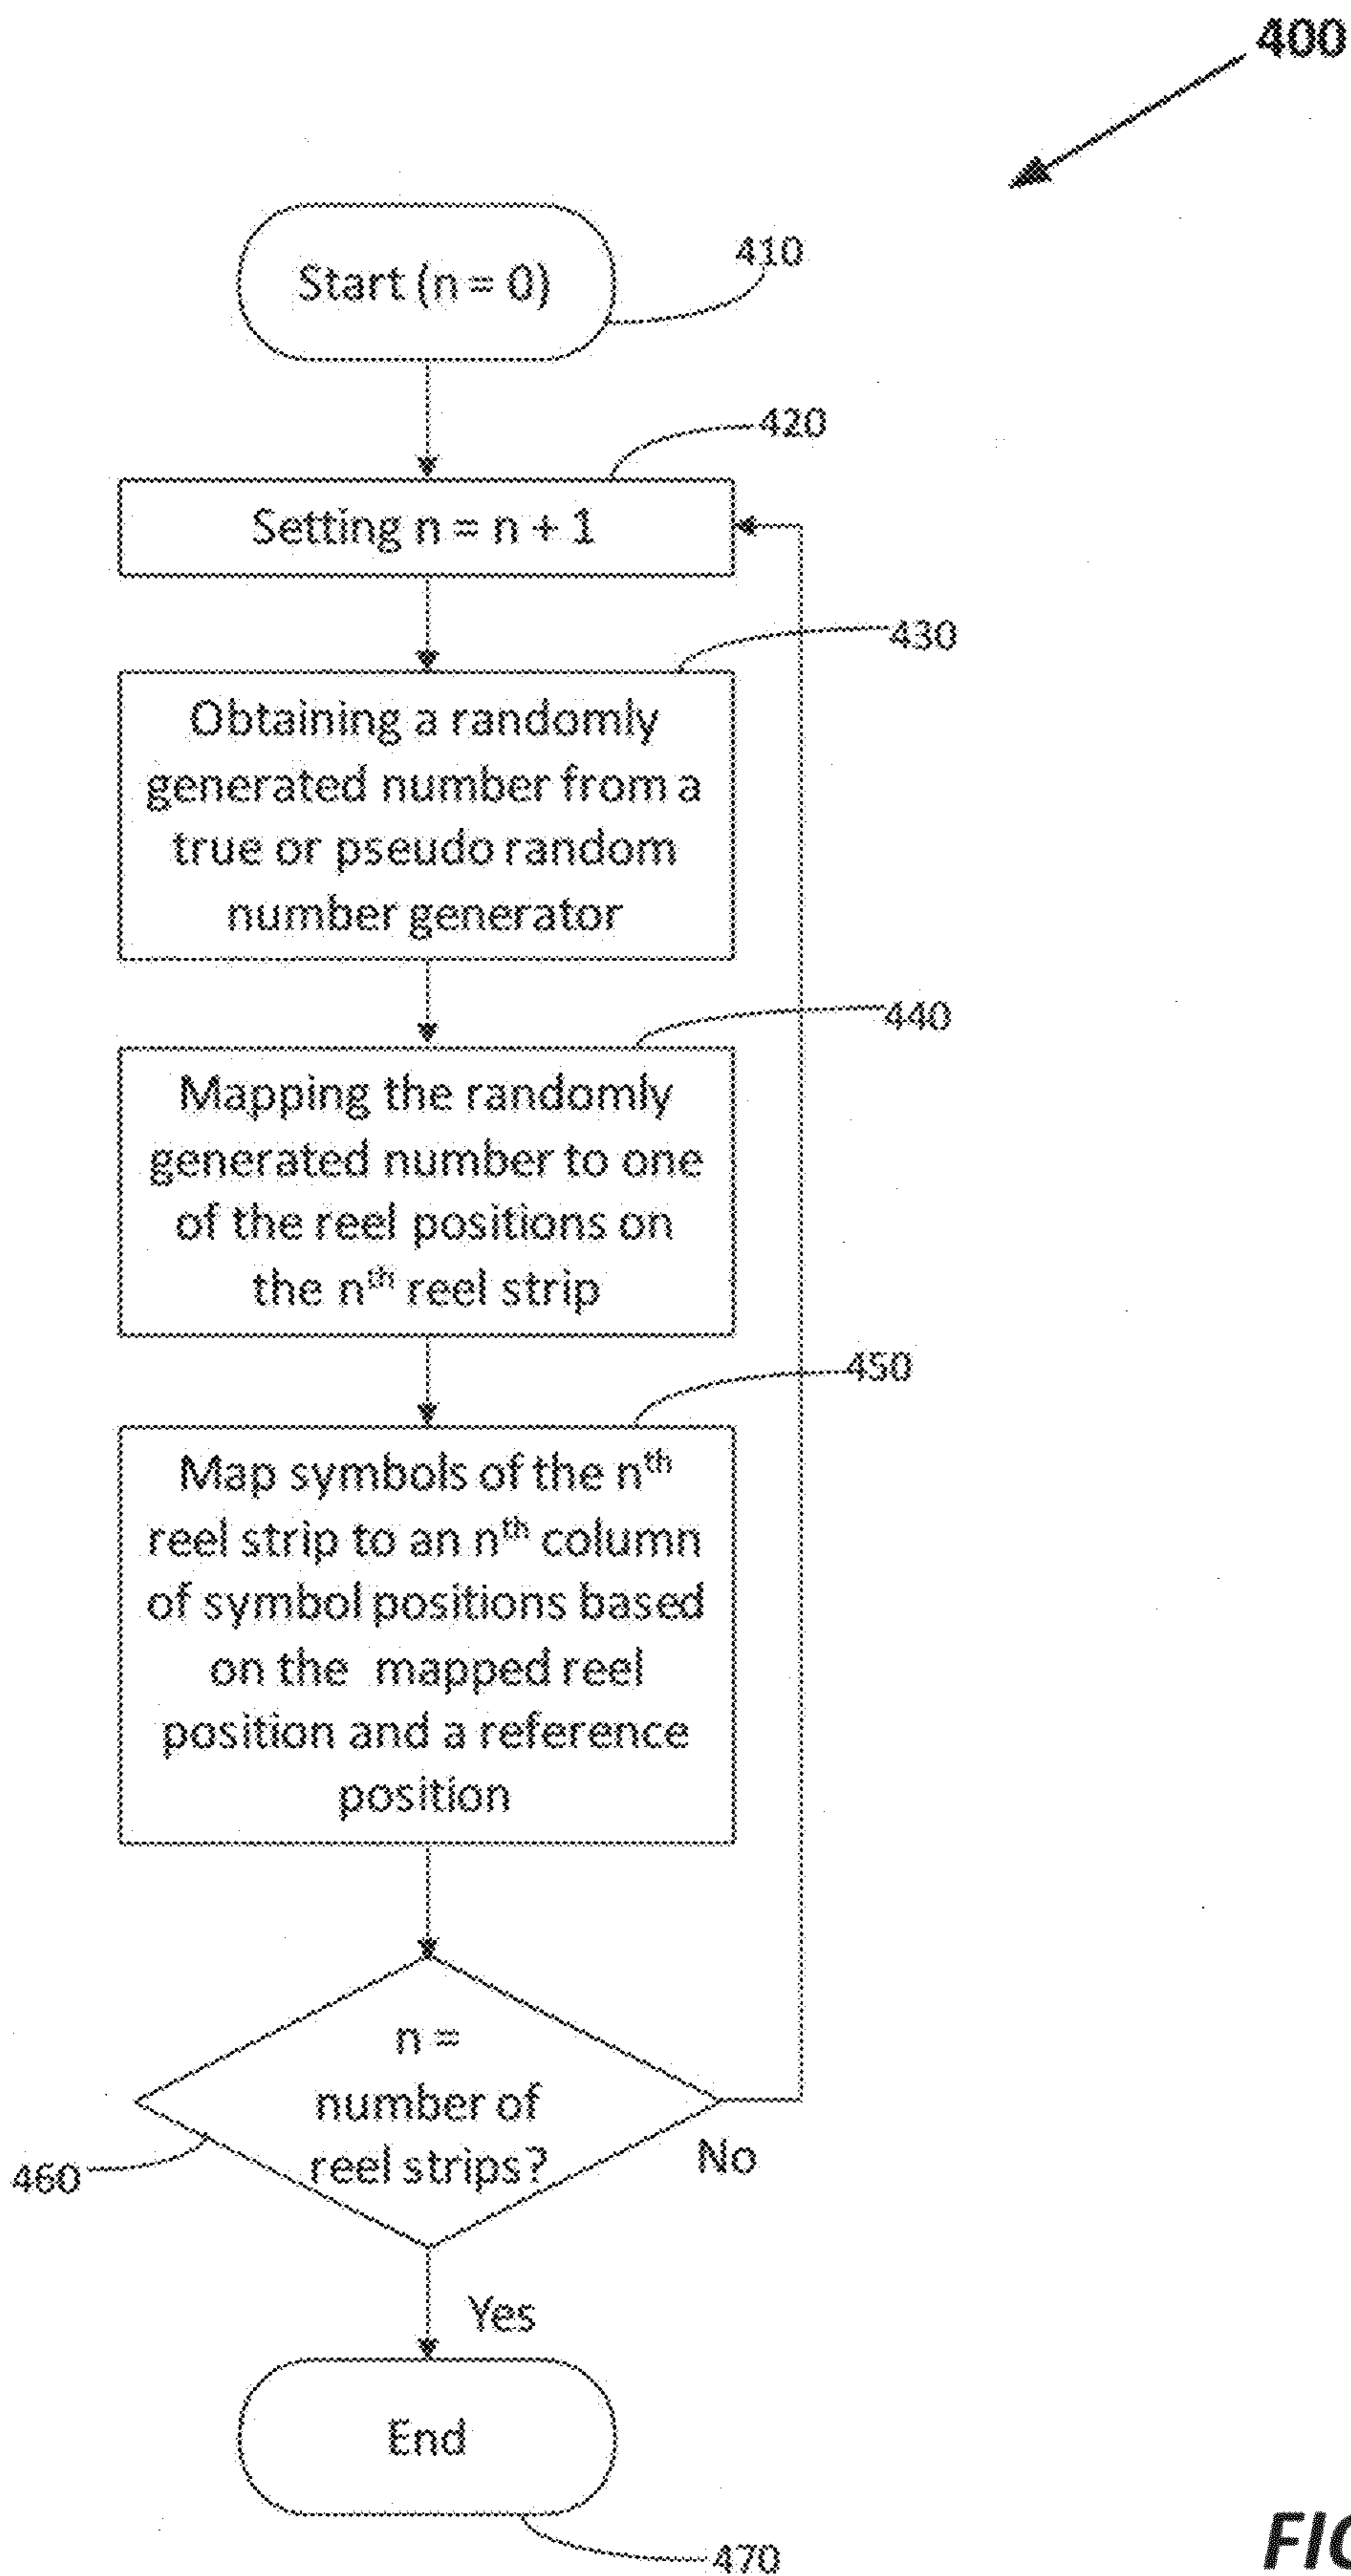 400
Start (n = 0)
410
420
Setting n = n + 1
430
Obtaining a randomly
generated number from a
true or pseudo random
number generator
440
Mapping the randomly
generated number to one
of the reel positions on
the nth reel strip
450
Map symbols of the nth
reel strip to an nth column
of symbol positions based
on the mapped reel
position and a reference
position
n =
number of
reel strips?
460
No
Yes
End
470